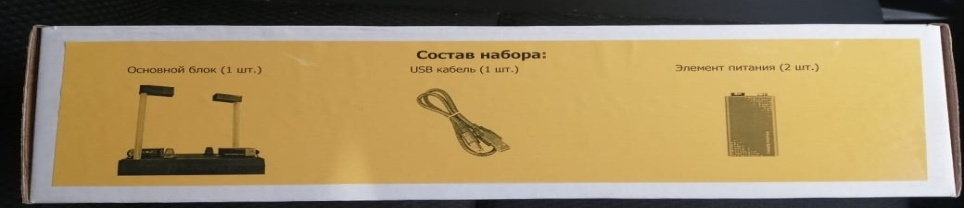 Состав набора:
Основной блок (1 шт.)
USB кабель (1 шт.)
Элемент питания (2 шт.)